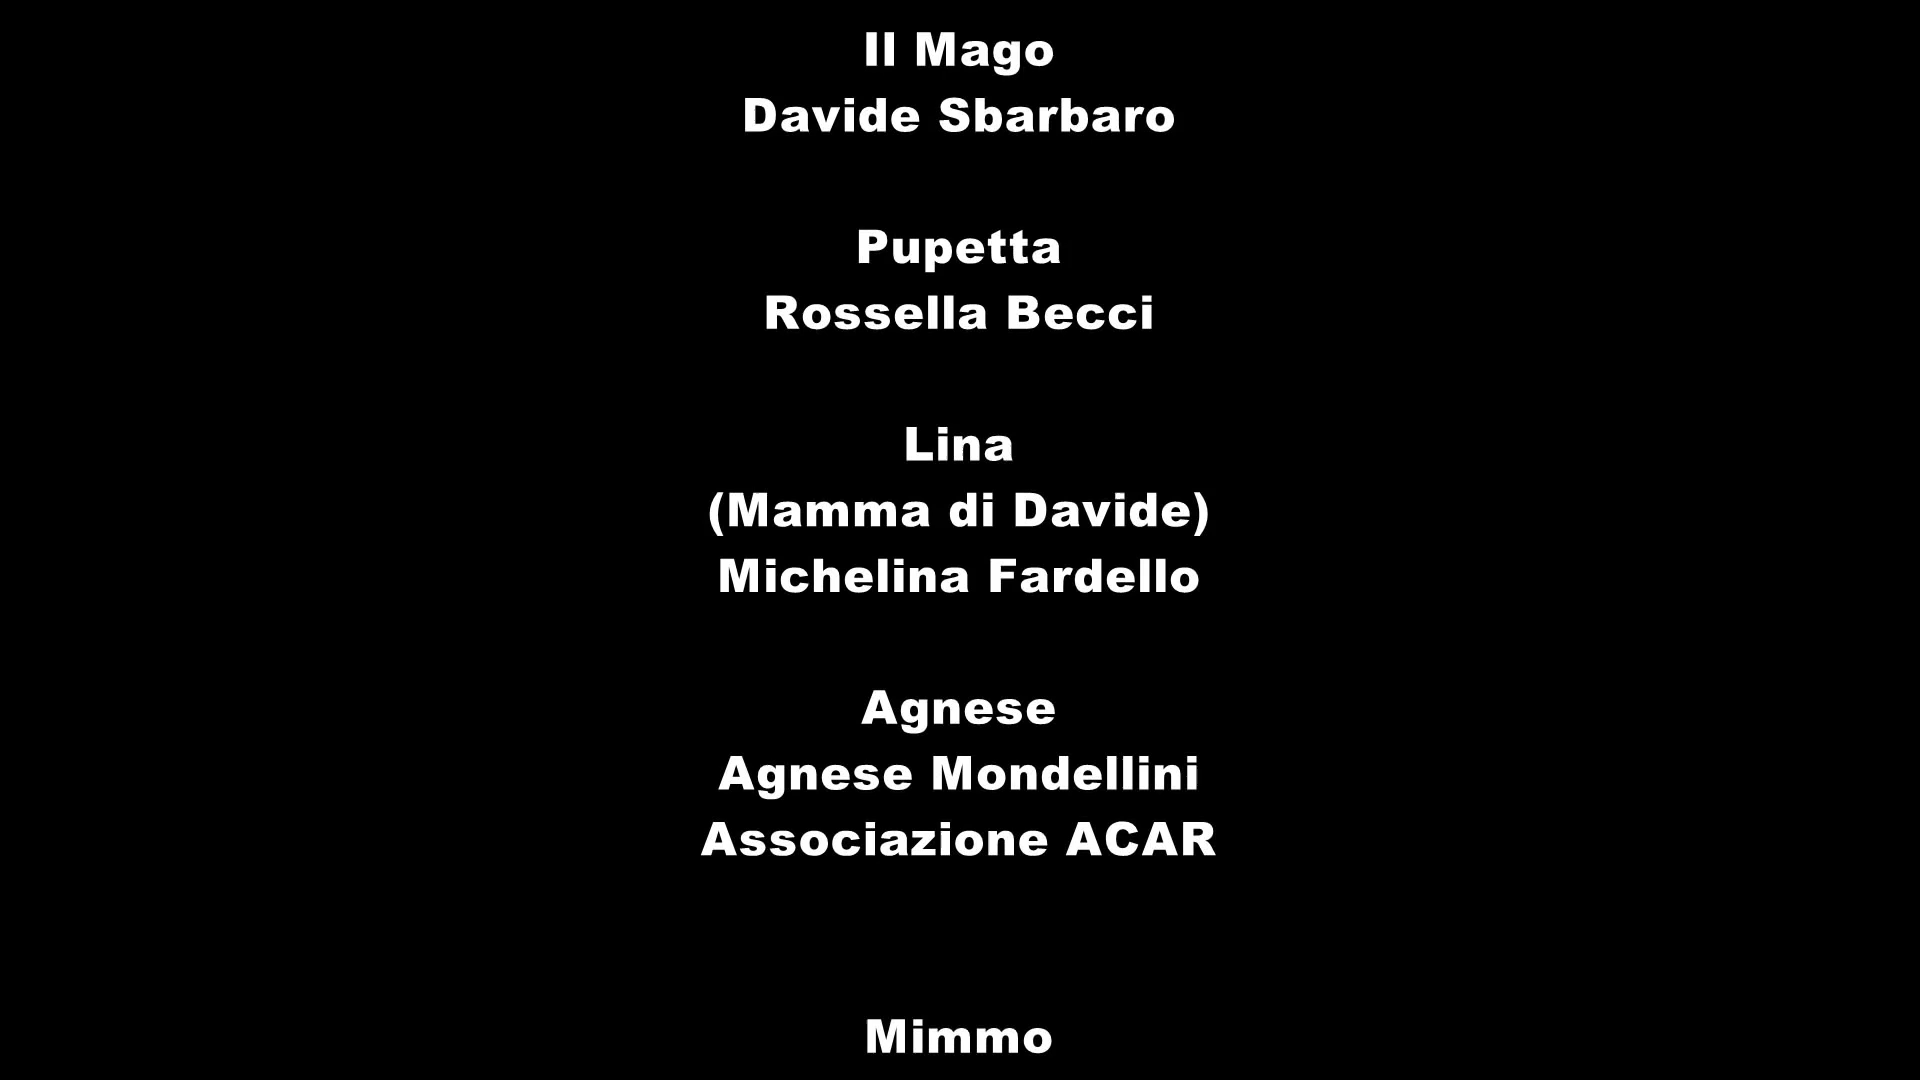 Il Mago
Davide Sbarbaro
Pupetta
Rossella Becci
Lina
(Mamma di Davide)
Michelina Fardello
Agnese
Agnese Mondellini
Associazione ACAR
Mimmo